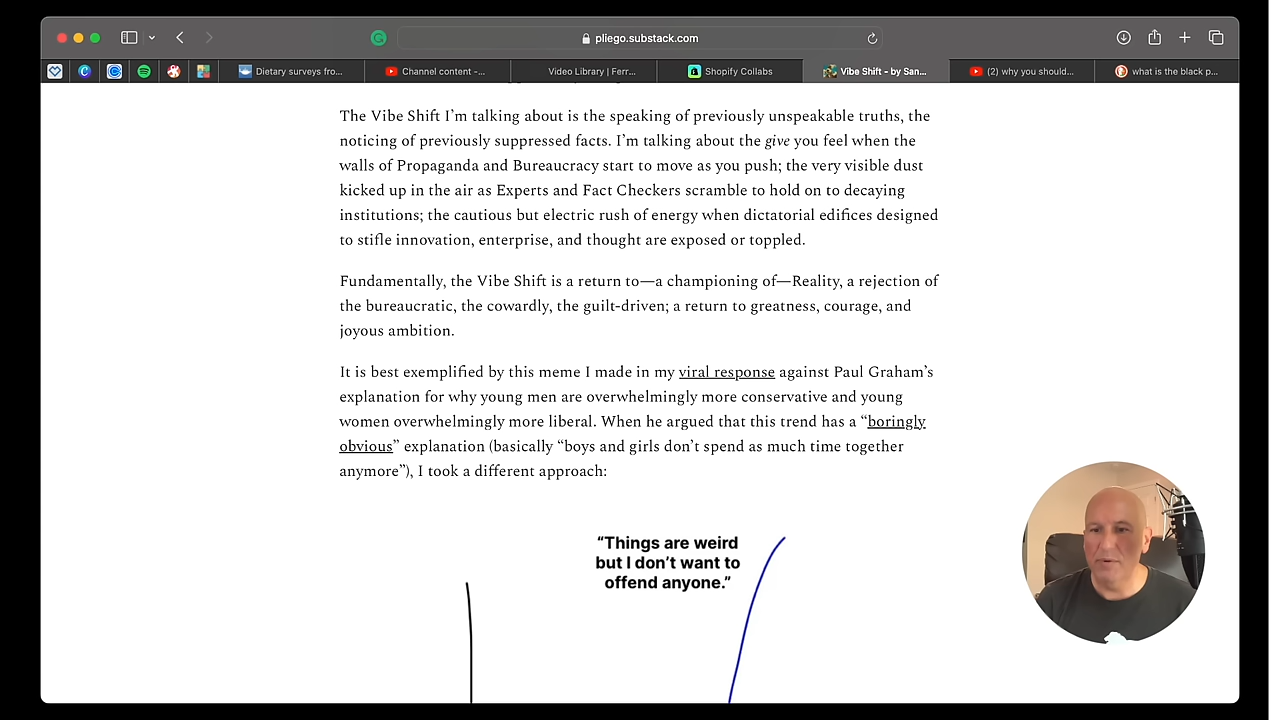 pliego.substack.com
Dietary surveys fro...
Channel content -...
Video Library | Ferr...
Shopify Collabs
Vibe Shift - by San...
(2) why you should...
what is the black p...
The Vibe Shift I’m talking about is the speaking of previously unspeakable truths, the
noticing of previously suppressed facts. I’m talking about the give you feel when the
walls of Propaganda and Bureaucracy start to move as you push; the very visible dust
kicked up in the air as Experts and Fact Checkers scramble to hold on to decaying
institutions; the cautious but electric rush of energy when dictatorial edifices designed
to stifle innovation, enterprise, and thought are exposed or toppled.
Fundamentally, the Vibe Shift is a return to—a championing of—Reality, a rejection of
the bureaucratic, the cowardly, the guilt-driven; a return to greatness, courage, and
joyous ambition.
It is best exemplified by this meme I made in my viral response against Paul Graham’s
explanation for why young men are overwhelmingly more conservative and young
women overwhelmingly more liberal. When he argued that this trend has a “boringly
obvious” explanation (basically “boys and girls don’t spend as much time together
anymore”), I took a different approach:
“Things are weird
but I don’t want to
offend anyone.”